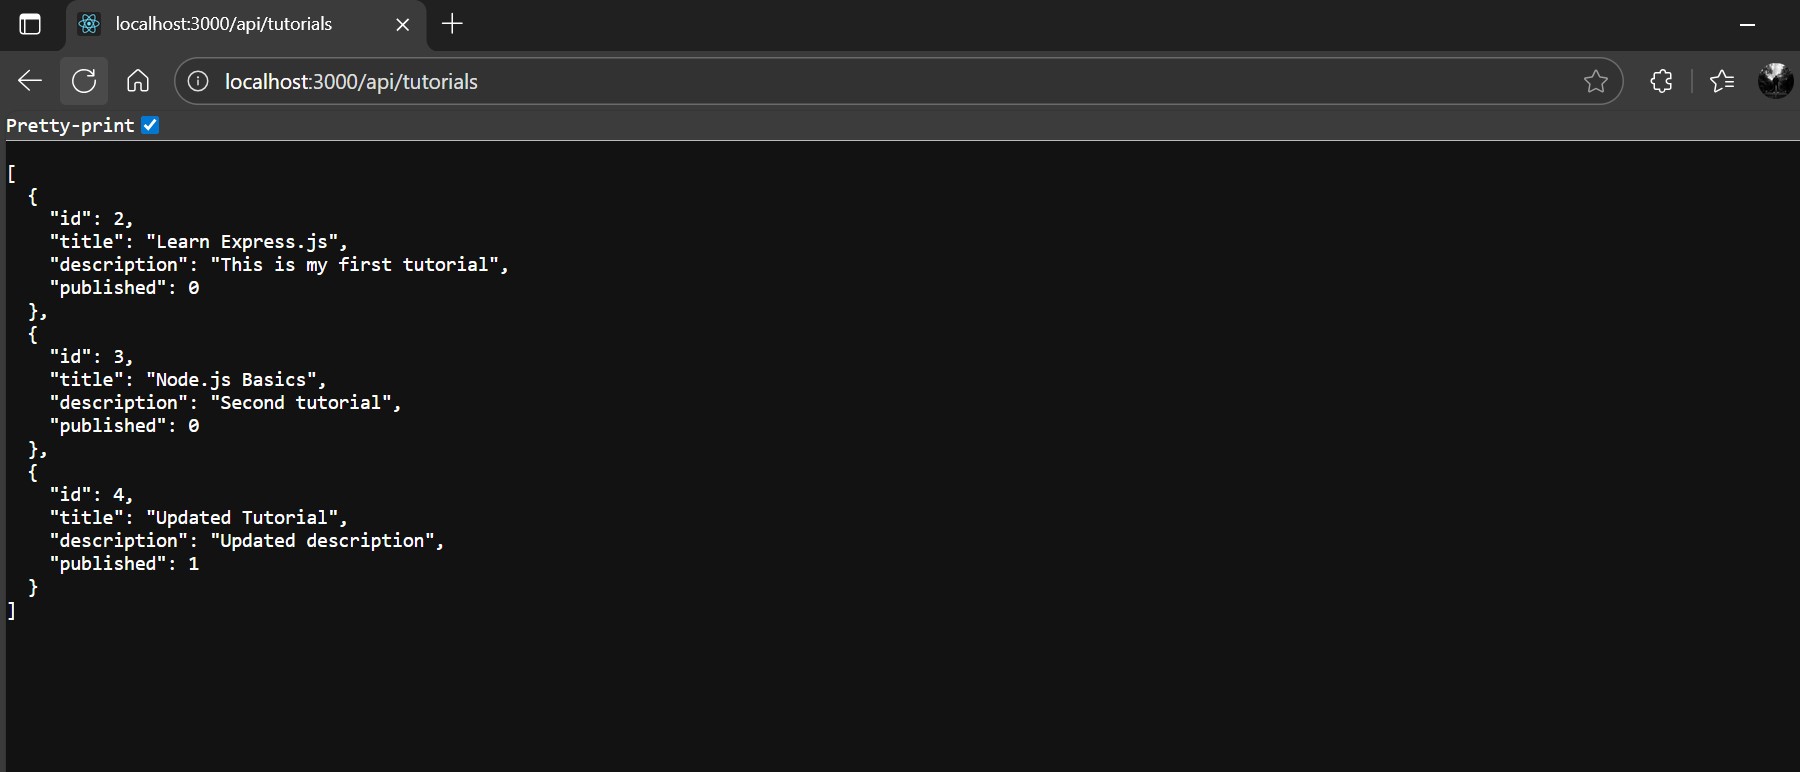 localhost:3000/api/tutorials
localhost:3000/api/tutorials
Pretty-print
[
  {
    "id": 2,
    "title": "Learn Express.js",
    "description": "This is my first tutorial",
    "published": 0
  },
  {
    "id": 3,
    "title": "Node.js Basics",
    "description": "Second tutorial",
    "published": 0
  },
  {
    "id": 4,
    "title": "Updated Tutorial",
    "description": "Updated description",
    "published": 1
  }
]